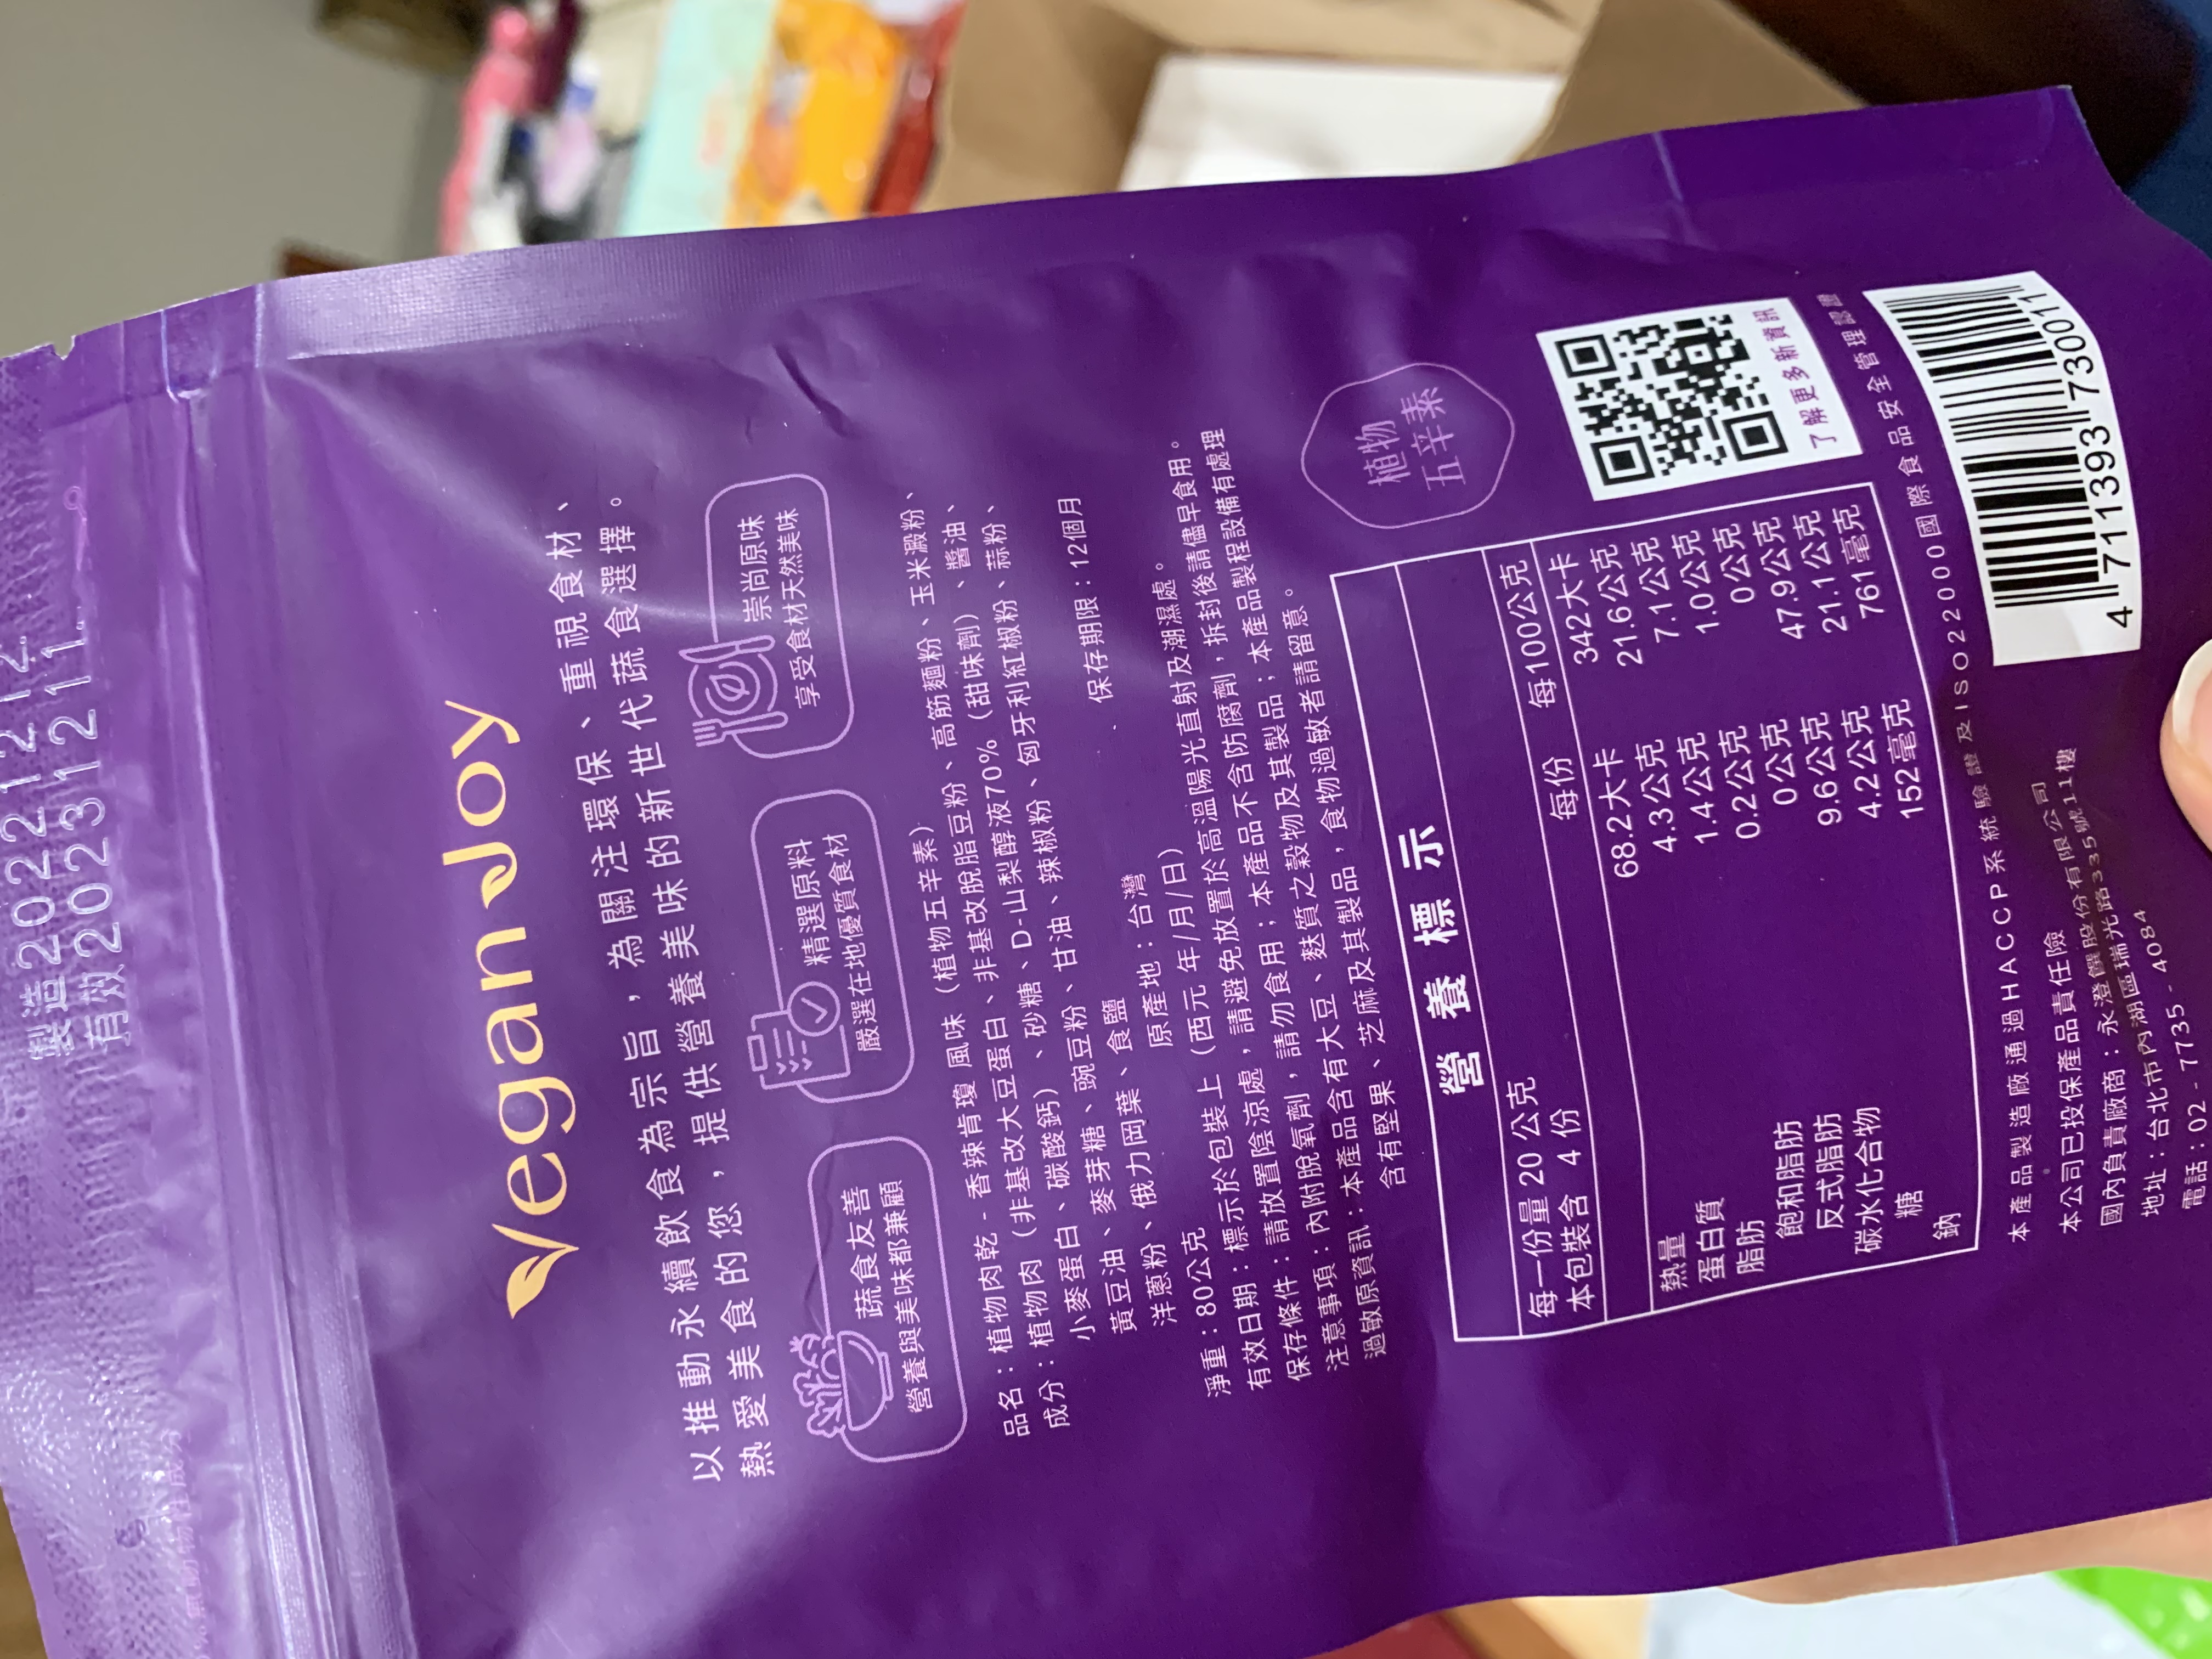 製造20221212
有效20231211
Vegan Joy
以推動永續飲食為宗旨，為關注環保、重視食材、
熱愛美食的您，提供營養美味的新世代蔬食選擇。
蔬食友善
營養與美味都兼顧
精選原料
嚴選在地優質食材
崇尚原味
享受食材天然美味
品名：植物肉肉乾-香辣肯瓊 風味（植物五辛素）
成分：植物肉（非基改大豆蛋白、非基改脫脂豆粉、高筋麵粉、玉米澱粉、
小麥蛋白、碳酸鈣）、砂糖、D-山梨醇液70%（甜味劑）、醬油、
黃豆油、麥芽糖、豌豆粉、甘油、辣椒粉、匈牙利紅椒粉、蒜粉、
洋蔥粉、俄力岡葉、食鹽
淨重：80公克 原產地：台灣 保存期限：12個月
有效日期：標示於包裝上（西元 年/月/日）
保存條件：請放置陰涼處，請避免放置於高溫陽光直射及潮濕處。
注意事項：內附脫氧劑，請勿食用；本產品不含防腐劑，拆封後請儘早食用。
過敏原資訊：本產品含有大豆、麩質之穀物及其製品；本產品製程設備有處理
含有堅果、芝麻及其製品，食物過敏者請留意。
植物
五辛素
營養標示
每一份量 20 公克
本包裝含 4 份
每份 每100公克
熱量 68.2大卡 342大卡
蛋白質 4.3公克 21.6公克
脂肪 1.4公克 7.1公克
飽和脂肪 0.2公克 1.0公克
反式脂肪 0公克 0公克
碳水化合物 9.6公克 47.9公克
糖 4.2公克 21.1公克
鈉 152毫克 761毫克
了解更多新資訊
本產品製造廠通過HACCP系統驗證及ISO22000國際食品安全管理認證
本公司已投保產品責任險
國內負責廠商：永澄饌股份有限公司
地址：台北市內湖區瑞光路335號11樓
電話：02-7735-4084
4 711393 730011